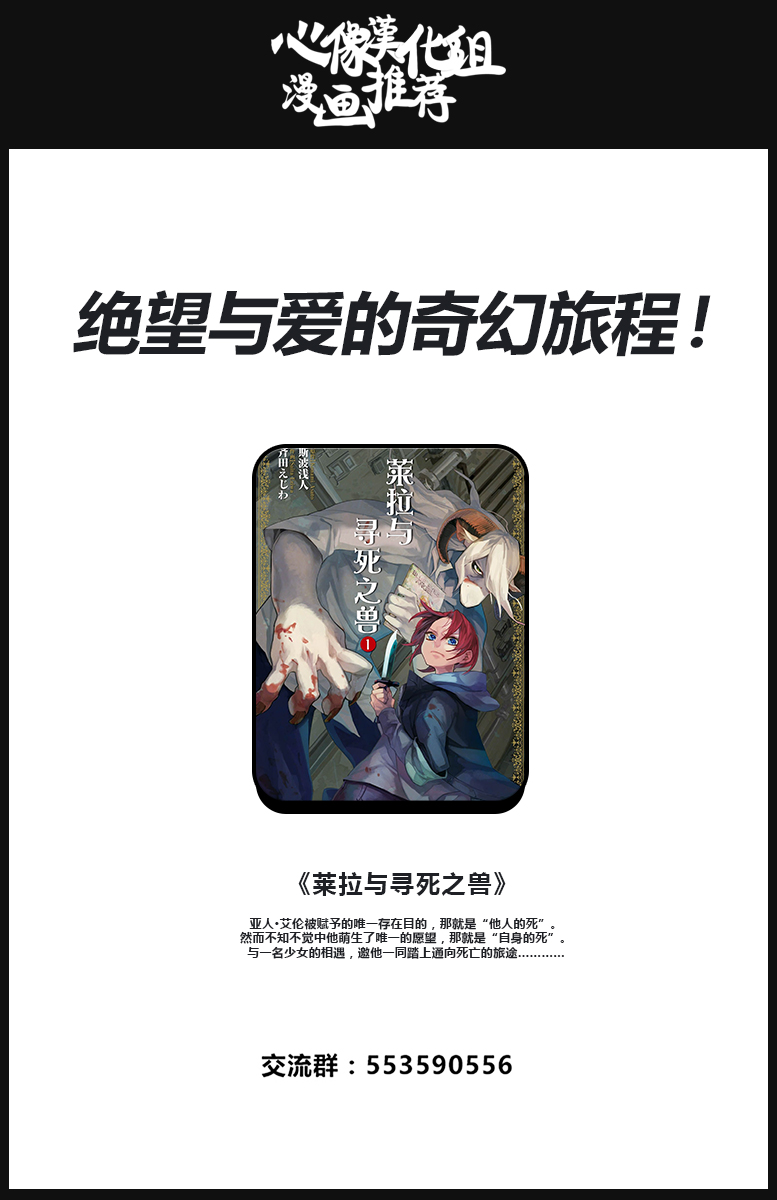 心像漢化组
漫画推荐
绝望与爱的奇幻旅程！
斯波浅人
斉田えじわ
莱拉与
寻死之兽
1
《莱拉与寻死之兽》
亚人·艾伦被赋予的唯一存在目的，那就是“他人的死”。
然而不知不觉中他萌生了唯一的愿望，那就是“自身的死”。
与一名少女的相遇，邀他一同踏上通向死亡的旅途…………
交流群：553590556